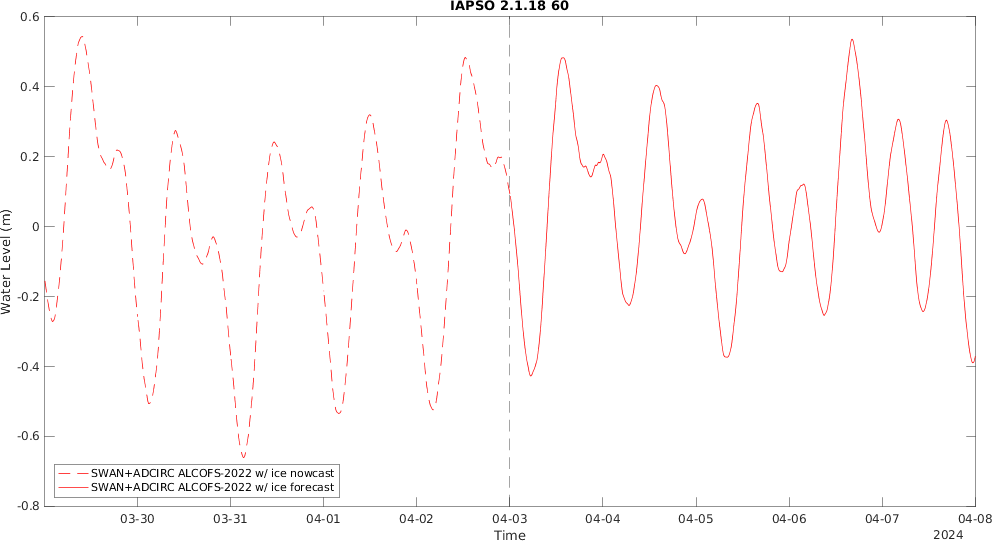 IAPSO 2.1.18 60
0.6
0.4
0.2
0
-0.2
-0.4
-0.6
-0.8
Water Level (m)
SWAN+ADCIRC ALCOFS-2022 w/ ice nowcast
SWAN+ADCIRC ALCOFS-2022 w/ ice forecast
03-30 03-31 04-01 04-02 04-03 04-04 04-05 04-06 04-07 04-08
Time
2024